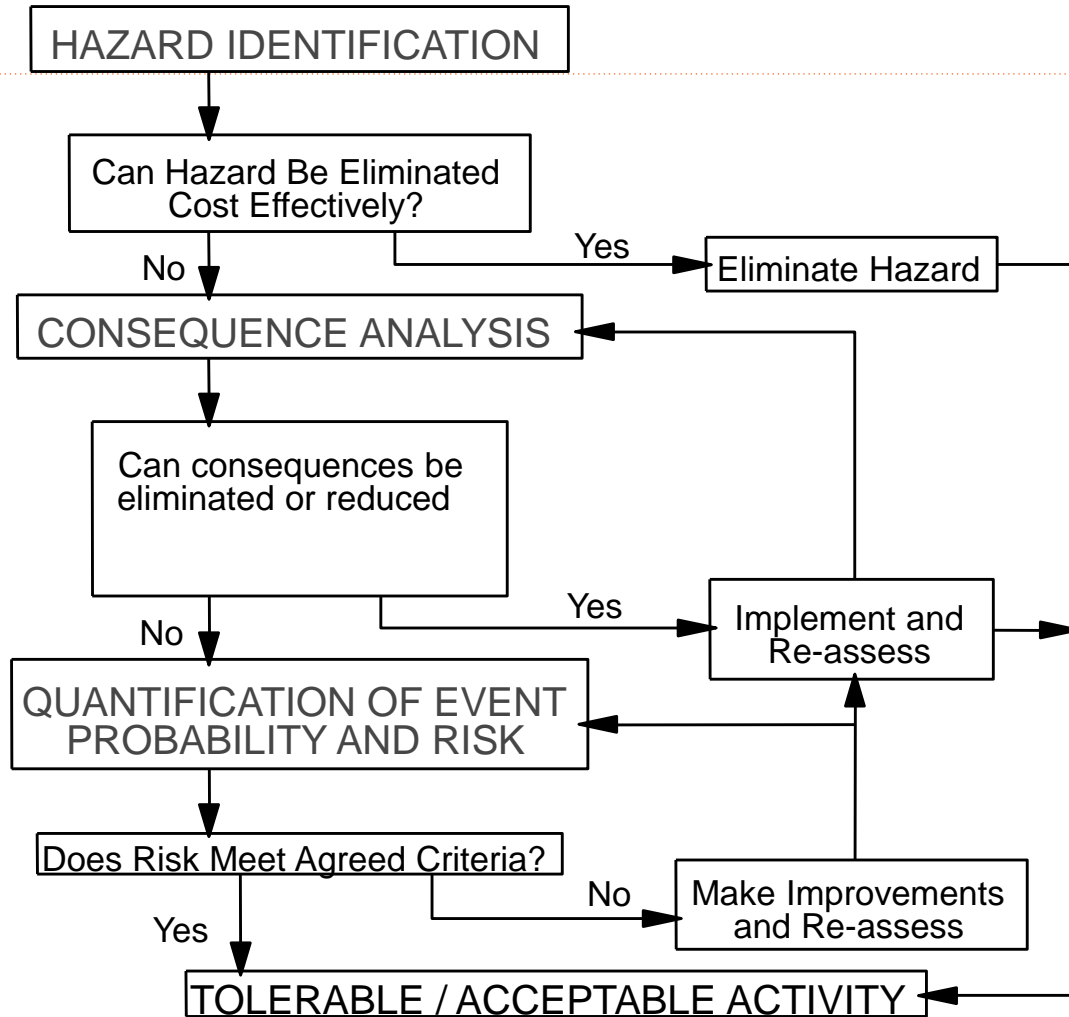 HAZARD IDENTIFICATION
Can Hazard Be Eliminated
Cost Effectively?
Yes
No
Eliminate Hazard
CONSEQUENCE ANALYSIS
Can consequences be
eliminated or reduced
Yes
No
Implement and
Re-assess
QUANTIFICATION OF EVENT
PROBABILITY AND RISK
Does Risk Meet Agreed Criteria?
No
Make Improvements
and Re-assess
Yes
TOLERABLE / ACCEPTABLE ACTIVITY